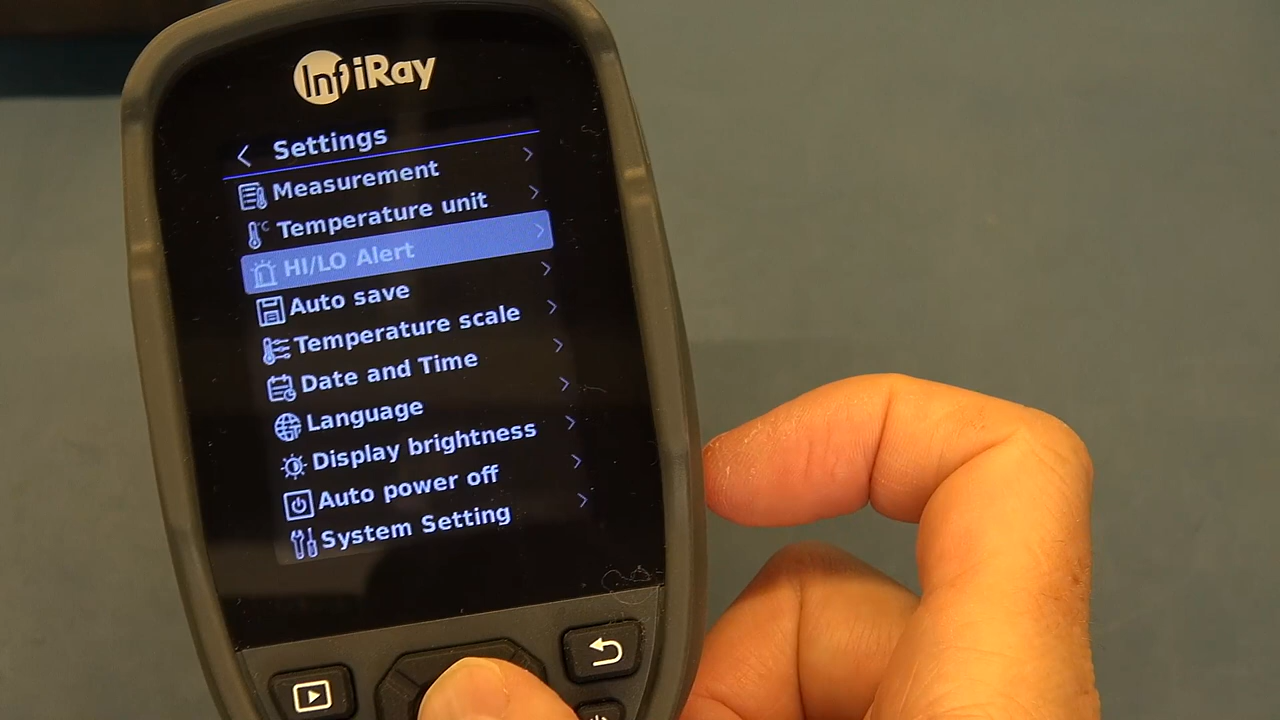 InfiRay
Settings
Measurement
Temperature unit
HI/LO Alert
Auto save
Temperature scale
Date and Time
Language
Display brightness
Auto power off
System Setting